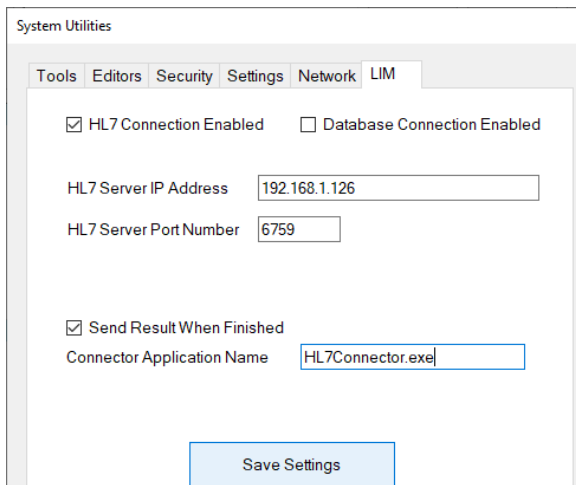 System Utilities
Tools Editors Security Settings Network LIM
HL7 Connection Enabled Database Connection Enabled
HL7 Server IP Address 192.168.1.126
HL7 Server Port Number 6759
Send Result When Finished
Connector Application Name HL7Connector.exe
Save Settings